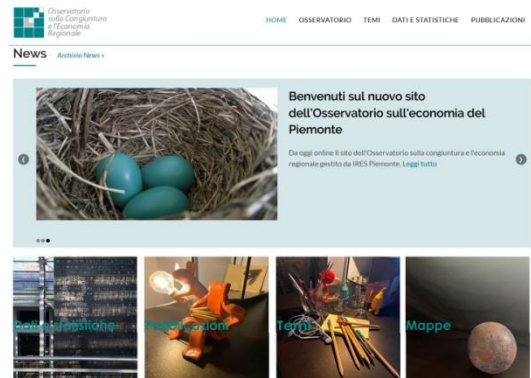 Osservatorio
sulla Congiuntura
e l'Economia
Regionale
HOME OSSERVATORIO TEMI DATI E STATISTICHE PUBBLICAZIONI
News Archivio News »
Benvenuti sul nuovo sito
dell'Osservatorio sull'economia del
Piemonte
Da oggi online il sito dell'Osservatorio sulla congiuntura e l'economia
regionale gestito da IRES Piemonte. Leggi tutto
Dati e statistiche Pubblicazioni Temi Mappe